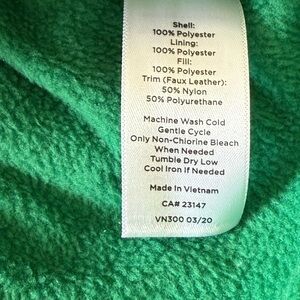 Shell:
100% Polyester
Lining:
100% Polyester
Fill:
100% Polyester
Trim (Faux Leather):
50% Nylon
50% Polyurethane
Machine Wash Cold
Gentle Cycle
Only Non-Chlorine Bleach
When Needed
Tumble Dry Low
Cool Iron If Needed
Made In Vietnam
CA# 23147
VN300 03/20